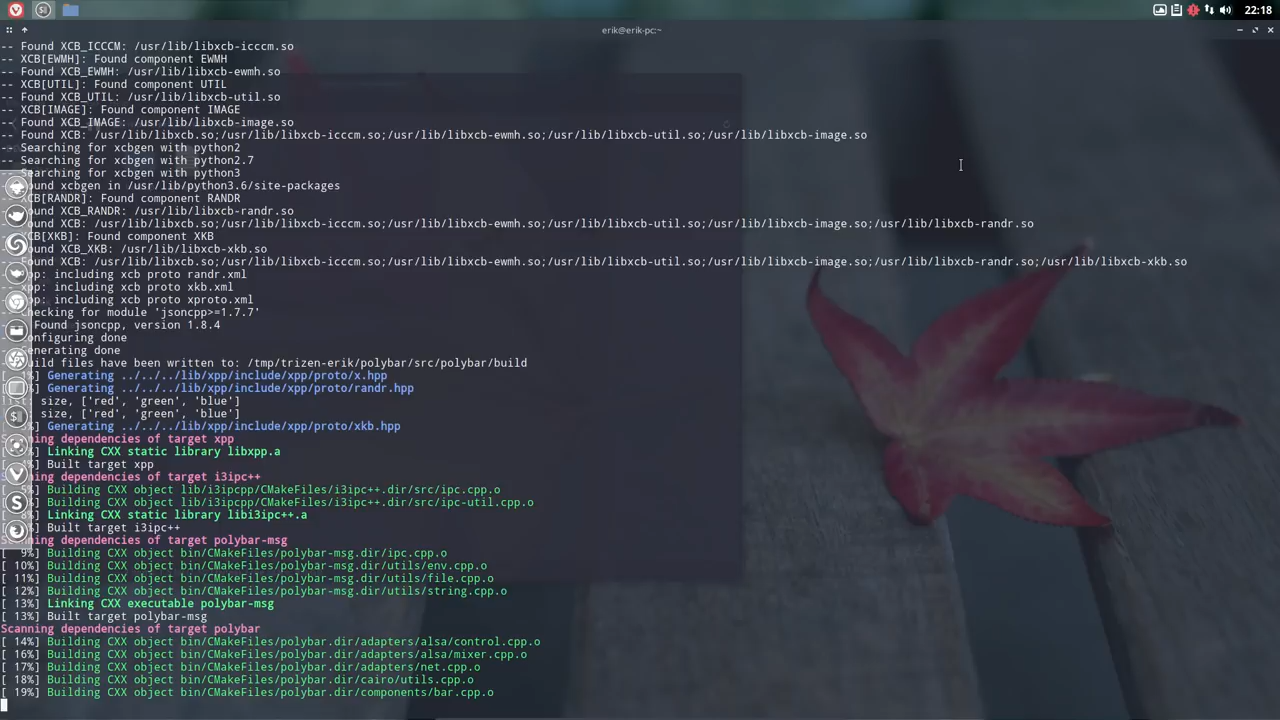 22:18
erik@erik-pc:~
-- Found XCB_ICCCM: /usr/lib/libxcb-icccm.so
-- XCB[EWMH]: Found component EWMH
-- Found XCB_EWMH: /usr/lib/libxcb-ewmh.so
-- XCB[UTIL]: Found component UTIL
-- Found XCB_UTIL: /usr/lib/libxcb-util.so
-- XCB[IMAGE]: Found component IMAGE
-- Found XCB_IMAGE: /usr/lib/libxcb-image.so
-- Found XCB: /usr/lib/libxcb.so;/usr/lib/libxcb-icccm.so;/usr/lib/libxcb-ewmh.so;/usr/lib/libxcb-util.so;/usr/lib/libxcb-image.so
-- Searching for xcbgen with python2
-- Searching for xcbgen with python2.7
-- Searching for xcbgen with python3
ound xcbgen in /usr/lib/python3.6/site-packages
XCB[RANDR]: Found component RANDR
ound XCB_RANDR: /usr/lib/libxcb-randr.so
ound XCB: /usr/lib/libxcb.so;/usr/lib/libxcb-icccm.so;/usr/lib/libxcb-ewmh.so;/usr/lib/libxcb-util.so;/usr/lib/libxcb-image.so;/usr/lib/libxcb-randr.so
XCB[XKB]: Found component XKB
ound XCB_XKB: /usr/lib/libxcb-xkb.so
ound XCB: /usr/lib/libxcb.so;/usr/lib/libxcb-icccm.so;/usr/lib/libxcb-ewmh.so;/usr/lib/libxcb-util.so;/usr/lib/libxcb-image.so;/usr/lib/libxcb-randr.so;/usr/lib/libxcb-xkb.so
pp: including xcb proto randr.xml
pp: including xcb proto xkb.xml
pp: including xcb proto xproto.xml
hecking for module 'jsoncpp>=1.7.7'
Found jsoncpp, version 1.8.4
onfiguring done
enerating done
uild files have been written to: /tmp/trizen-erik/polybar/src/polybar/build
%] Generating ../../../lib/xpp/include/xpp/proto/x.hpp
%] Generating ../../../lib/xpp/include/xpp/proto/randr.hpp
list: size, ['red', 'green', 'blue']
: size, ['red', 'green', 'blue']
%] Generating ../../../lib/xpp/include/xpp/proto/xkb.hpp
ning dependencies of target xpp
%] Linking CXX static library libxpp.a
%] Built target xpp
ning dependencies of target i3ipc++
5%] Building CXX object lib/i3ipcpp/CMakeFiles/i3ipc++.dir/src/ipc.cpp.o
%] Building CXX object lib/i3ipcpp/CMakeFiles/i3ipc++.dir/src/ipc-util.cpp.o
%] Linking CXX static library libi3ipc++.a
%] Built target i3ipc++
Scanning dependencies of target polybar-msg
[  9%] Building CXX object bin/CMakeFiles/polybar-msg.dir/ipc.cpp.o
[ 10%] Building CXX object bin/CMakeFiles/polybar-msg.dir/utils/env.cpp.o
[ 11%] Building CXX object bin/CMakeFiles/polybar-msg.dir/utils/file.cpp.o
[ 12%] Building CXX object bin/CMakeFiles/polybar-msg.dir/utils/string.cpp.o
[ 13%] Linking CXX executable polybar-msg
[ 13%] Built target polybar-msg
Scanning dependencies of target polybar
[ 14%] Building CXX object bin/CMakeFiles/polybar.dir/adapters/alsa/control.cpp.o
[ 16%] Building CXX object bin/CMakeFiles/polybar.dir/adapters/alsa/mixer.cpp.o
[ 17%] Building CXX object bin/CMakeFiles/polybar.dir/adapters/net.cpp.o
[ 18%] Building CXX object bin/CMakeFiles/polybar.dir/cairo/utils.cpp.o
[ 19%] Building CXX object bin/CMakeFiles/polybar.dir/components/bar.cpp.o